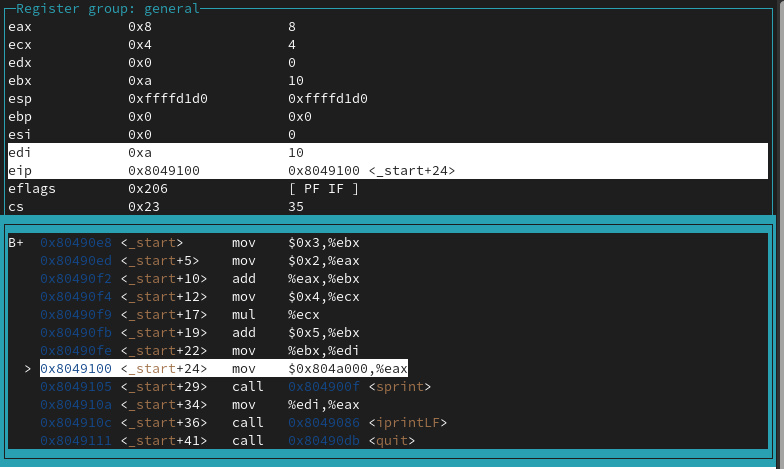 Register group: general
eax 0x8 8
ecx 0x4 4
edx 0x0 0
ebx 0xa 10
esp 0xffffd1d0 0xffffd1d0
ebp 0x0 0x0
esi 0x0 0
edi 0xa 10
eip 0x8049100 0x8049100 <_start+24>
eflags 0x206 [ PF IF ]
cs 0x23 35
B+ 0x80490e8 <_start> mov $0x3,%ebx
0x80490ed <_start+5> mov $0x2,%eax
0x80490f2 <_start+10> add %eax,%ebx
0x80490f4 <_start+12> mov $0x4,%ecx
0x80490f9 <_start+17> mul %ecx
0x80490fb <_start+19> add $0x5,%ebx
0x80490fe <_start+22> mov %ebx,%edi
> 0x8049100 <_start+24> mov $0x804a000,%eax
0x8049105 <_start+29> call 0x804900f <sprint>
0x804910a <_start+34> mov %edi,%eax
0x804910c <_start+36> call 0x8049086 <iprintLF>
0x8049111 <_start+41> call 0x80490db <quit>